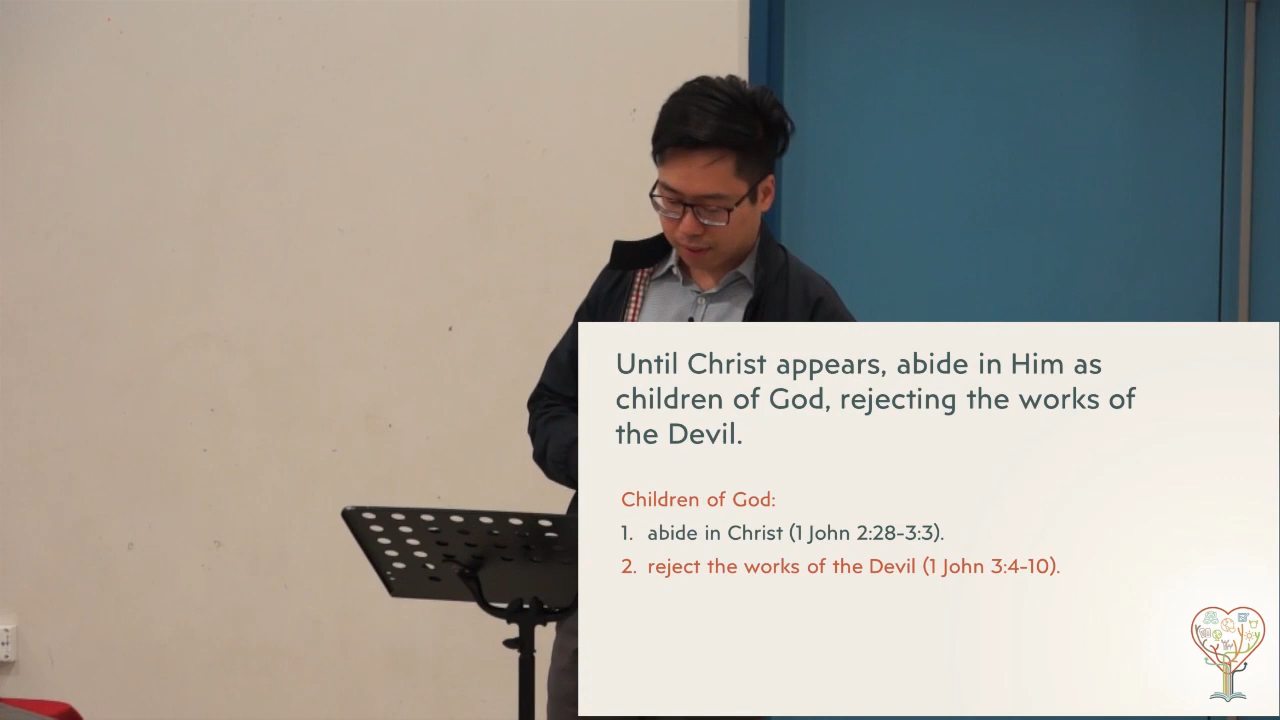 Until Christ appears, abide in Him as
children of God, rejecting the works of
the Devil.
Children of God:
1. abide in Christ (1 John 2:28-3:3).
2. reject the works of the Devil (1 John 3:4-10).